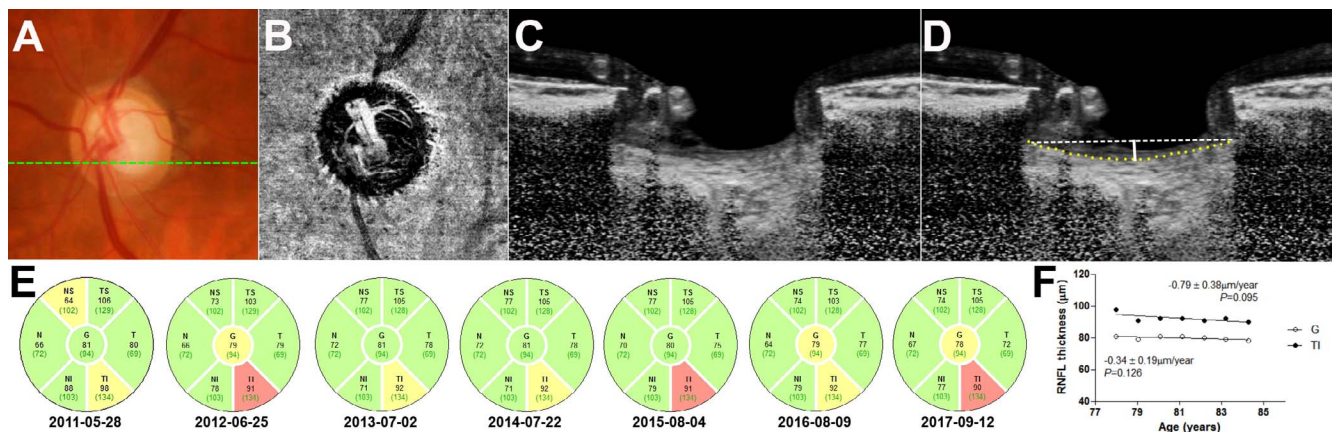 A
B
C
D
E
NS
64
(102)
TS
106
(129)
N
66
(72)
G
81
(94)
T
80
(69)
NI
88
(103)
TI
98
(134)
2011-05-28
NS
73
(102)
TS
103
(128)
N
66
(72)
G
79
(94)
T
79
(69)
NI
78
(103)
TI
91
(134)
2012-06-25
NS
77
(102)
TS
105
(128)
N
72
(72)
G
81
(94)
T
78
(69)
NI
71
(103)
TI
92
(134)
2013-07-02
NS
77
(102)
TS
105
(128)
N
72
(72)
G
81
(94)
T
78
(69)
NI
71
(103)
TI
92
(134)
2014-07-22
NS
77
(102)
TS
105
(128)
N
70
(72)
G
80
(94)
T
75
(69)
NI
79
(103)
TI
91
(134)
2015-08-04
NS
74
(102)
TS
103
(128)
N
64
(72)
G
79
(94)
T
77
(69)
NI
79
(103)
TI
92
(134)
2016-08-09
NS
74
(102)
TS
105
(128)
N
67
(72)
G
78
(94)
T
72
(69)
NI
77
(103)
TI
90
(134)
2017-09-12
F
RNFL thickness (μm)
120
100
80
60
40
-0.79 ± 0.38μm/year
P=0.095
-0.34 ± 0.19μm/year
P=0.126
G
TI
77
79
81
83
85
Age (years)